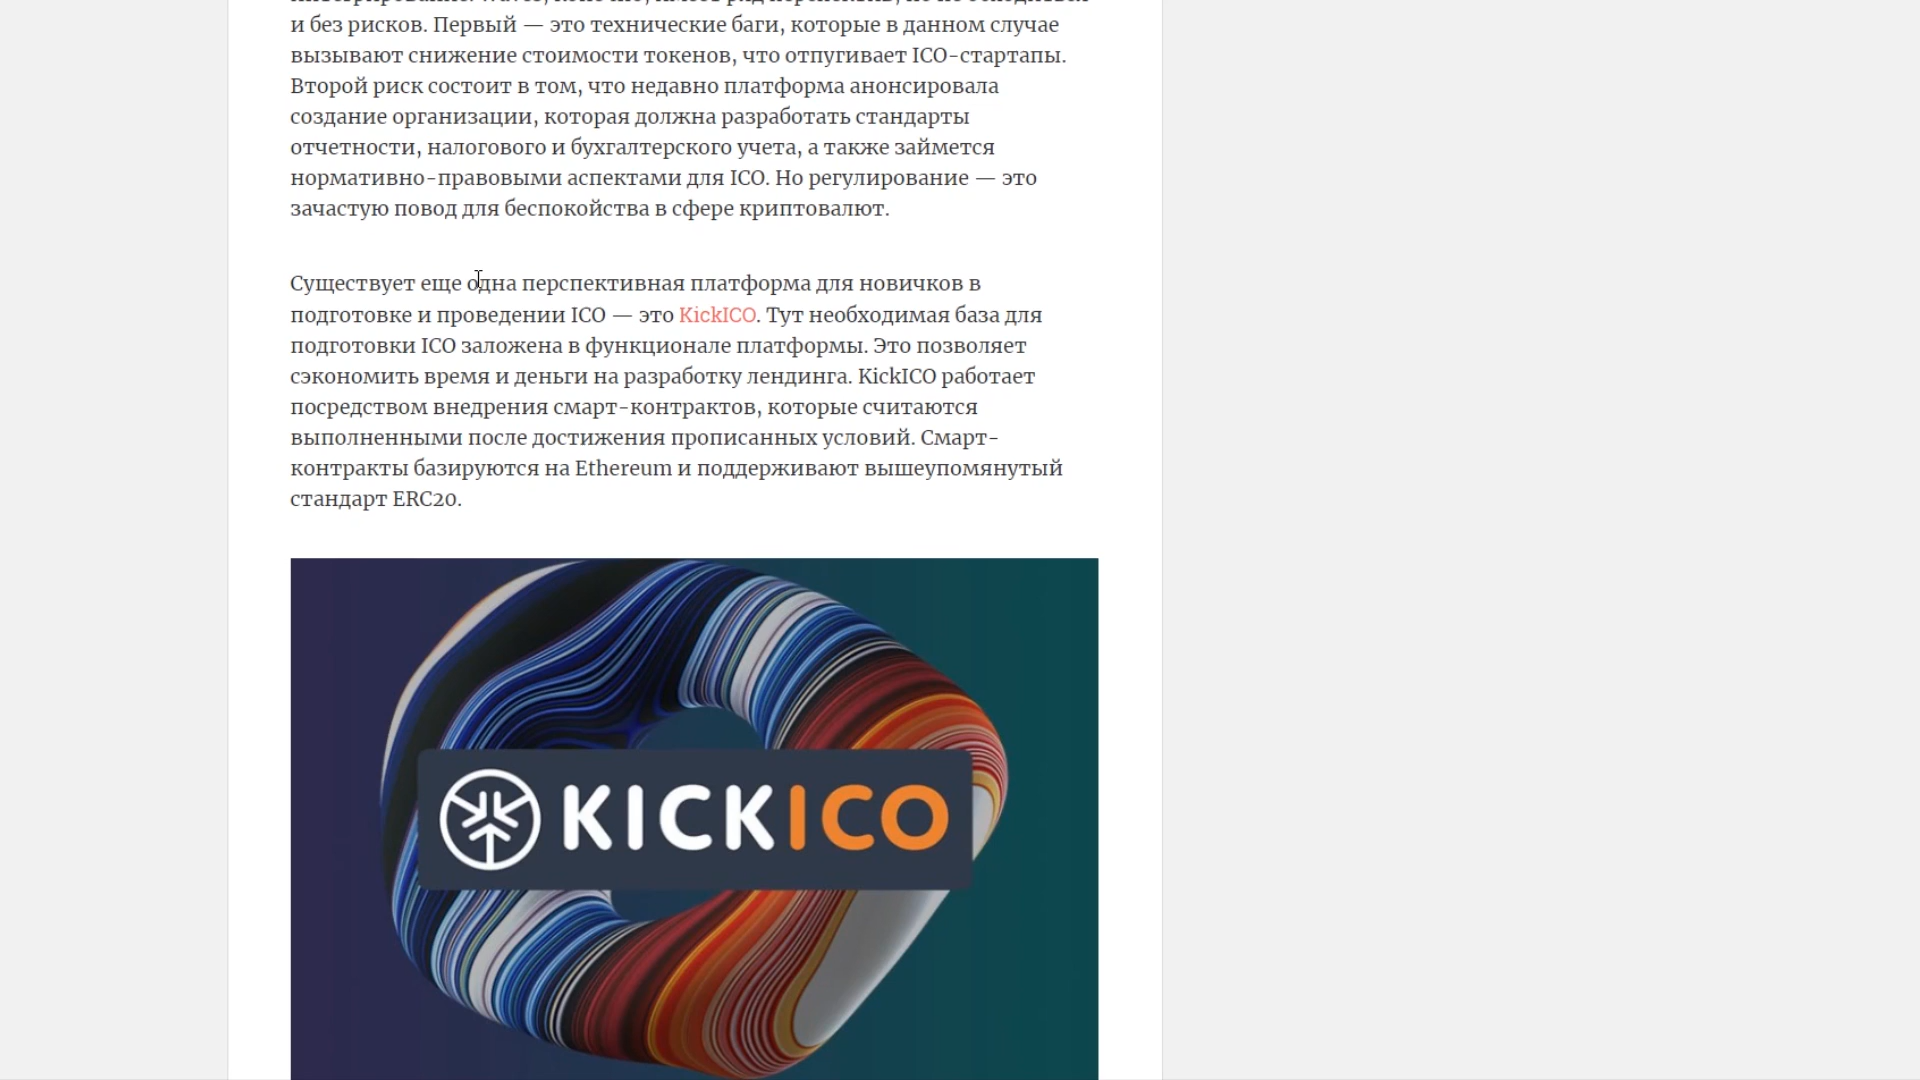 и без рисков. Первый — это технические баги, которые в данном случае
вызывают снижение стоимости токенов, что отпугивает ICO-стартапы.
Второй риск состоит в том, что недавно платформа анонсировала
создание организации, которая должна разработать стандарты
отчетности, налогового и бухгалтерского учета, а также займется
нормативно-правовыми аспектами для ICO. Но регулирование — это
зачастую повод для беспокойства в сфере криптовалют.
Существует еще одна перспективная платформа для новичков в
подготовке и проведении ICO — это KickICO. Тут необходимая база для
подготовки ICO заложена в функционале платформы. Это позволяет
сэкономить время и деньги на разработку лендинга. KickICO работает
посредством внедрения смарт-контрактов, которые считаются
выполненными после достижения прописанных условий. Смарт-
контракты базируются на Ethereum и поддерживают вышеупомянутый
стандарт ERC20.
KICKICO